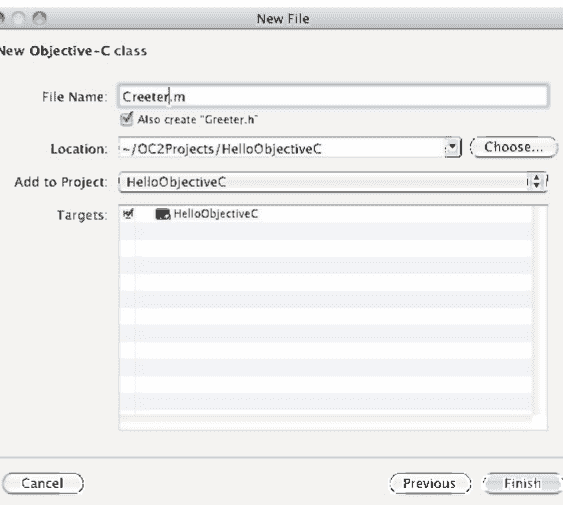 New File
New Objective-C class
File Name: Creeter.m
Also create "Greeter.h"
Location: ~/OC2Projects/HelloObjectiveC Choose...
Add to Project: HelloObjectiveC
Targets: HelloObjectiveC
Cancel Previous Finish